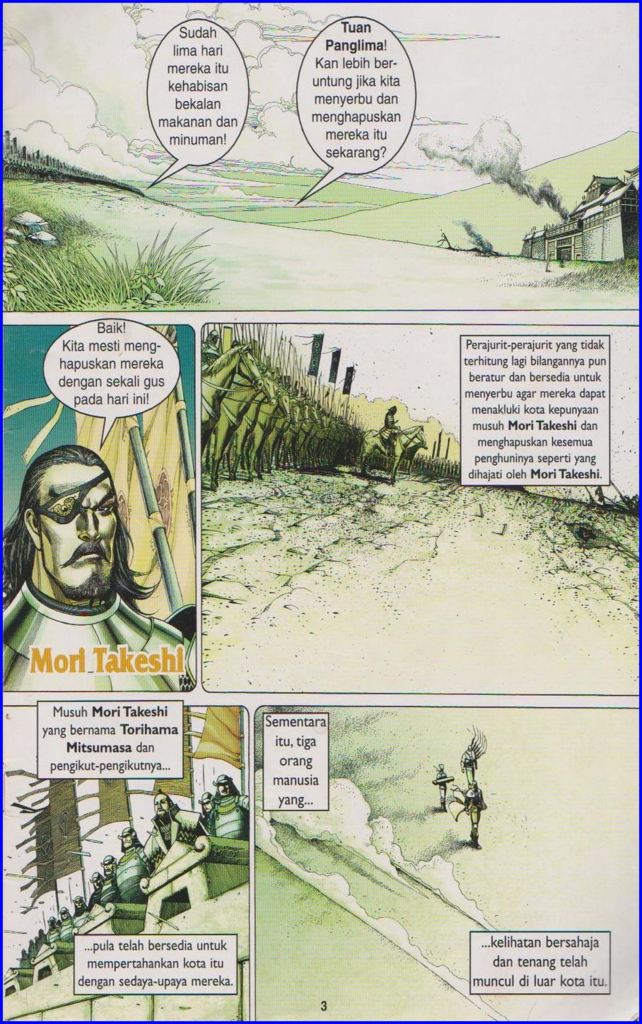 Sudah
lima hari
mereka itu
kehabisan
bekalan
makanan dan
minuman!
Tuan
Panglima!
Kan lebih ber-
untung jika kita
menyerbu dan
menghapuskan
mereka itu
sekarang?
Baik!
Kita mesti meng-
hapuskan mereka
dengan sekali gus
pada hari ini!
Mori Takeshi
Perajurit-perajurit yang tidak
terhitung lagi bilangannya pun
beratur dan bersedia untuk
menyerbu agar mereka dapat
menakluki kota kepunyaan
musuh Mori Takeshi dan
menghapuskan kesemua
penghuninya seperti yang
dihajati oleh Mori Takeshi.
Musuh Mori Takeshi
yang bernama Torihama
Mitsumasa dan
pengikut-pengikutnya...
...pula telah bersedia untuk
mempertahankan kota itu
dengan sedaya-upaya mereka.
Sementara
itu, tiga
orang
manusia
yang...
...kelihatan bersahaja
dan tenang telah
muncul di luar kota itu.
3